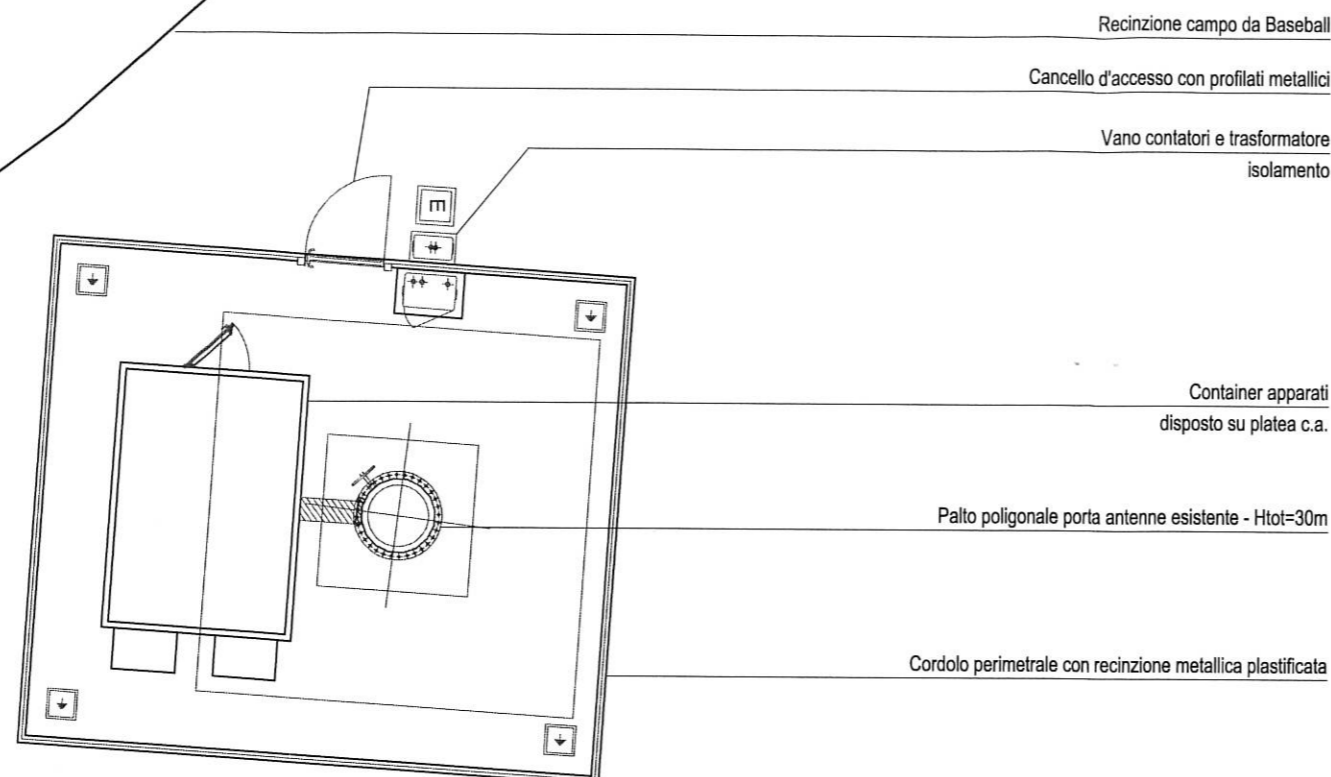 Recinzione campo da Baseball
Cancello d'accesso con profilati metallici
Vano contatori e trasformatore
isolamento
E
Container apparati
disposto su platea c.a.
Palto poligonale porta antenne esistente - Htot=30m
Cordolo perimetrale con recinzione metallica plastificata